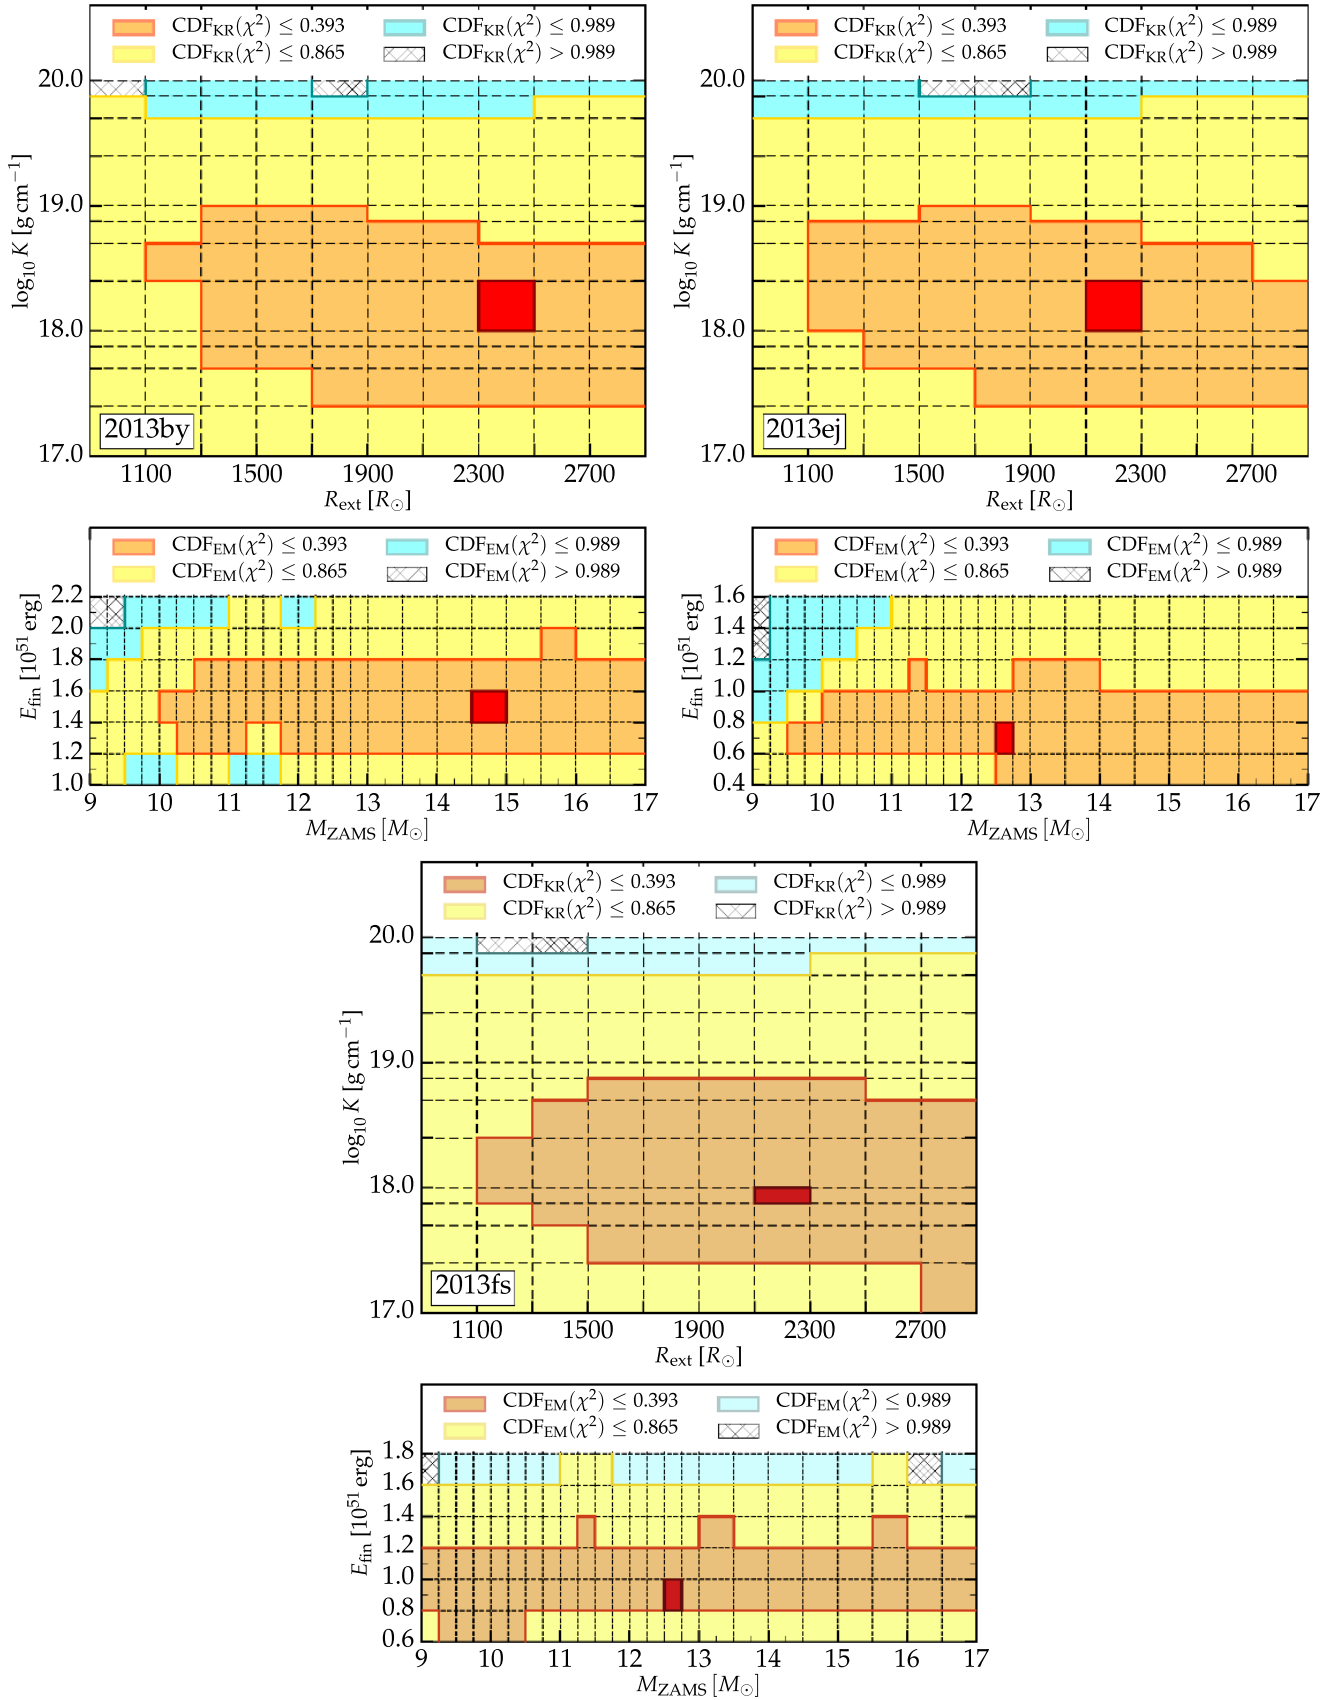 CDF_KR(χ²) ≤ 0.393 CDF_KR(χ²) ≤ 0.989
CDF_KR(χ²) ≤ 0.865 CDF_KR(χ²) > 0.989
20.0
19.0
18.0
17.0
log₁₀ K [g cm⁻¹]
2013by
1100 1500 1900 2300 2700
R_ext [R_⊙]
CDF_KR(χ²) ≤ 0.393 CDF_KR(χ²) ≤ 0.989
CDF_KR(χ²) ≤ 0.865 CDF_KR(χ²) > 0.989
20.0
19.0
18.0
17.0
log₁₀ K [g cm⁻¹]
2013ej
1100 1500 1900 2300 2700
R_ext [R_⊙]
CDF_EM(χ²) ≤ 0.393 CDF_EM(χ²) ≤ 0.989
CDF_EM(χ²) ≤ 0.865 CDF_EM(χ²) > 0.989
2.2
2.0
1.8
1.6
1.4
1.2
1.0
E_fin [10⁵¹ erg]
9 10 11 12 13 14 15 16 17
M_ZAMS [M_⊙]
CDF_EM(χ²) ≤ 0.393 CDF_EM(χ²) ≤ 0.989
CDF_EM(χ²) ≤ 0.865 CDF_EM(χ²) > 0.989
1.6
1.4
1.2
1.0
0.8
0.6
0.4
E_fin [10⁵¹ erg]
9 10 11 12 13 14 15 16 17
M_ZAMS [M_⊙]
CDF_KR(χ²) ≤ 0.393 CDF_KR(χ²) ≤ 0.989
CDF_KR(χ²) ≤ 0.865 CDF_KR(χ²) > 0.989
20.0
19.0
18.0
17.0
log₁₀ K [g cm⁻¹]
2013fs
1100 1500 1900 2300 2700
R_ext [R_⊙]
CDF_EM(χ²) ≤ 0.393 CDF_EM(χ²) ≤ 0.989
CDF_EM(χ²) ≤ 0.865 CDF_EM(χ²) > 0.989
1.8
1.6
1.4
1.2
1.0
0.8
0.6
E_fin [10⁵¹ erg]
9 10 11 12 13 14 15 16 17
M_ZAMS [M_⊙]